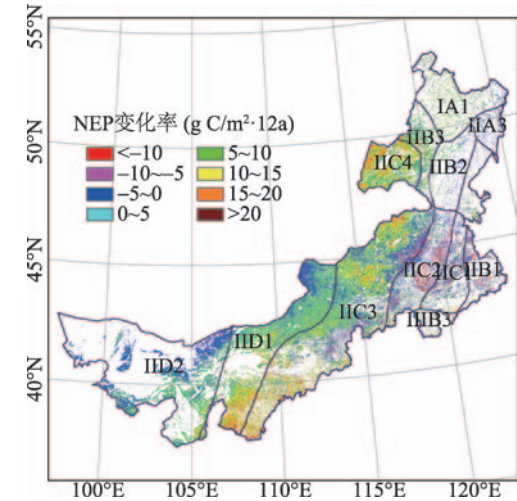 55°N
50°N
45°N
40°N
NEP变化率 (g C/m²·12a)
<−10
−10~−5
−5~0
0~5
5~10
10~15
15~20
>20
IA1
IIA3
IIB3
IIB2
IIC4
IIC2
IIC1
IIB1
IIIB3
IIC3
IID1
IID2
100°E
105°E
110°E
115°E
120°E